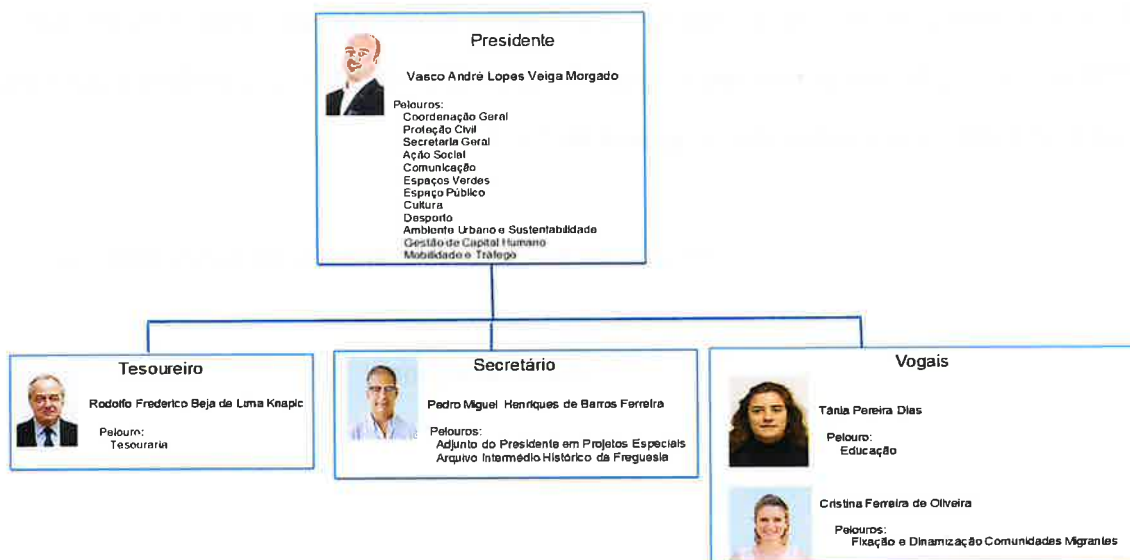 Presidente
Vasco André Lopes Veiga Morgado
Pelouros:
Coordenação Geral
Proteção Civil
Secretaria Geral
Ação Social
Comunicação
Espaços Verdes
Espaço Público
Cultura
Desporto
Ambiente Urbano e Sustentabilidade
Gestão de Capital Humano
Mobilidade e Tráfego
Tesoureiro
Rodolfo Frederico Beja de Lima Knapic
Pelouro:
Tesouraria
Secretário
Pedro Miguel Henriques de Barros Ferreira
Pelouros:
Adjunto do Presidente em Projetos Especiais
Arquivo Intermédio Histórico da Freguesia
Vogais
Tânia Pereira Dias
Pelouro:
Educação
Cristina Ferreira de Oliveira
Pelouros:
Fixação e Dinamização Comunidades Migrantes